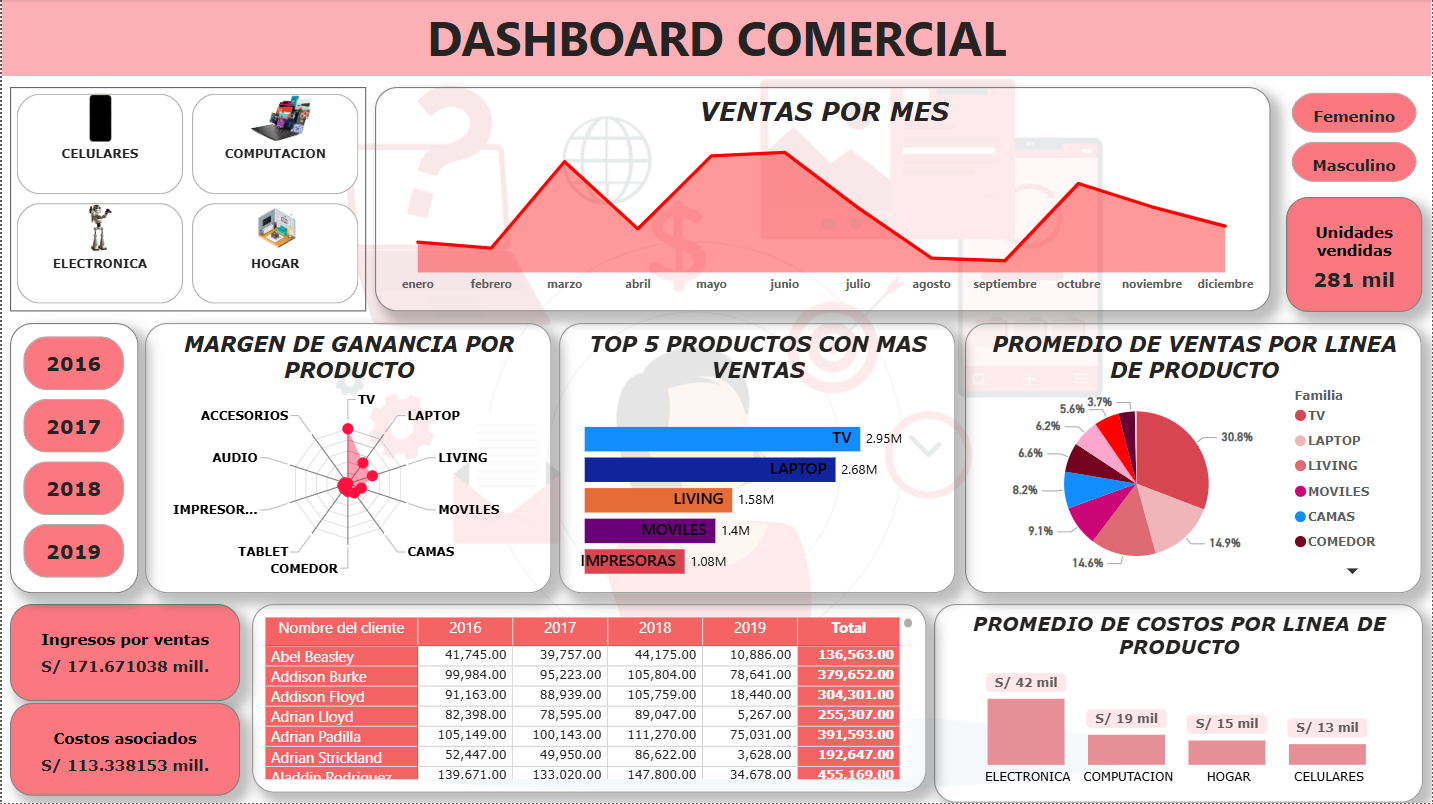 DASHBOARD COMERCIAL
CELULARES
COMPUTACION
ELECTRONICA
HOGAR
VENTAS POR MES
enero febrero marzo abril mayo junio julio agosto septiembre octubre noviembre diciembre
Femenino
Masculino
Unidades
vendidas
281 mil
2016
2017
2018
2019
MARGEN DE GANANCIA POR
PRODUCTO
TV
ACCESORIOS
LAPTOP
AUDIO
LIVING
IMPRESOR...
MOVILES
TABLET
CAMAS
COMEDOR
TOP 5 PRODUCTOS CON MAS
VENTAS
TV 2.95M
LAPTOP 2.68M
LIVING 1.58M
MOVILES 1.4M
IMPRESORAS 1.08M
PROMEDIO DE VENTAS POR LINEA
DE PRODUCTO
3.7%
5.6%
6.2%
6.6%
8.2%
9.1%
14.6%
14.9%
30.8%
Familia
TV
LAPTOP
LIVING
MOVILES
CAMAS
COMEDOR
Ingresos por ventas
S/ 171.671038 mill.
Costos asociados
S/ 113.338153 mill.
Nombre del cliente 2016 2017 2018 2019 Total
Abel Beasley 41,745.00 39,757.00 44,175.00 10,886.00 136,563.00
Addison Burke 99,984.00 95,223.00 105,804.00 78,641.00 379,652.00
Addison Floyd 91,163.00 88,939.00 105,759.00 18,440.00 304,301.00
Adrian Lloyd 82,398.00 78,595.00 89,047.00 5,267.00 255,307.00
Adrian Padilla 105,149.00 100,143.00 111,270.00 75,031.00 391,593.00
Adrian Strickland 52,447.00 49,950.00 86,622.00 3,628.00 192,647.00
Aladdin Rodriguez 139,671.00 133,020.00 147,800.00 34,678.00 455,169.00
PROMEDIO DE COSTOS POR LINEA DE
PRODUCTO
S/ 42 mil
S/ 19 mil
S/ 15 mil
S/ 13 mil
ELECTRONICA COMPUTACION HOGAR CELULARES